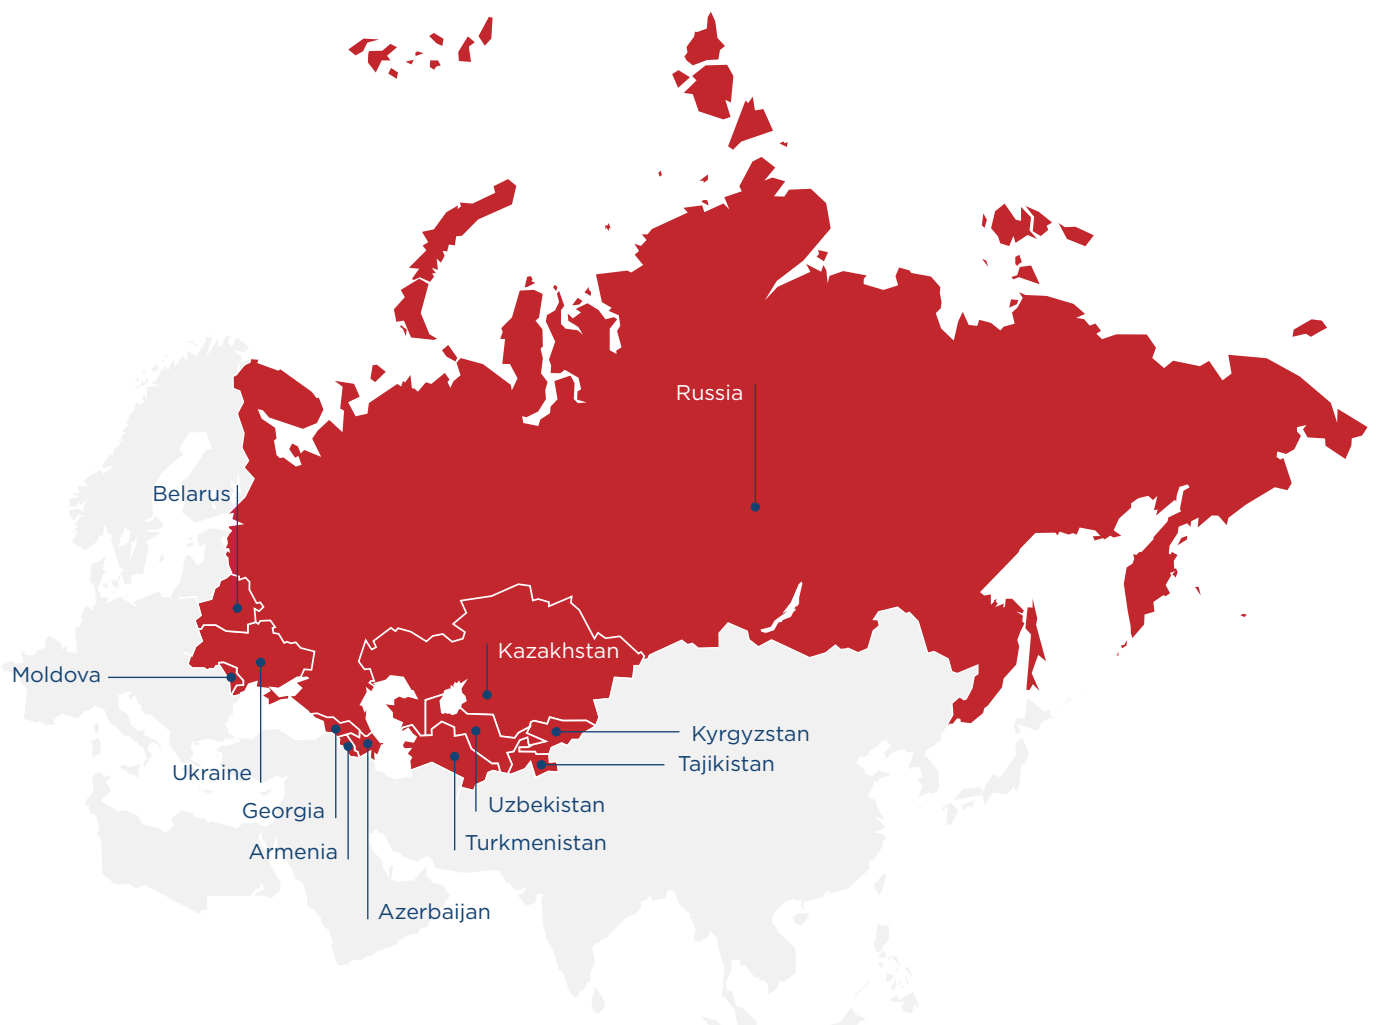 Russia
Belarus
Kazakhstan
Moldova
Kyrgyzstan
Tajikistan
Ukraine
Uzbekistan
Georgia
Turkmenistan
Armenia
Azerbaijan